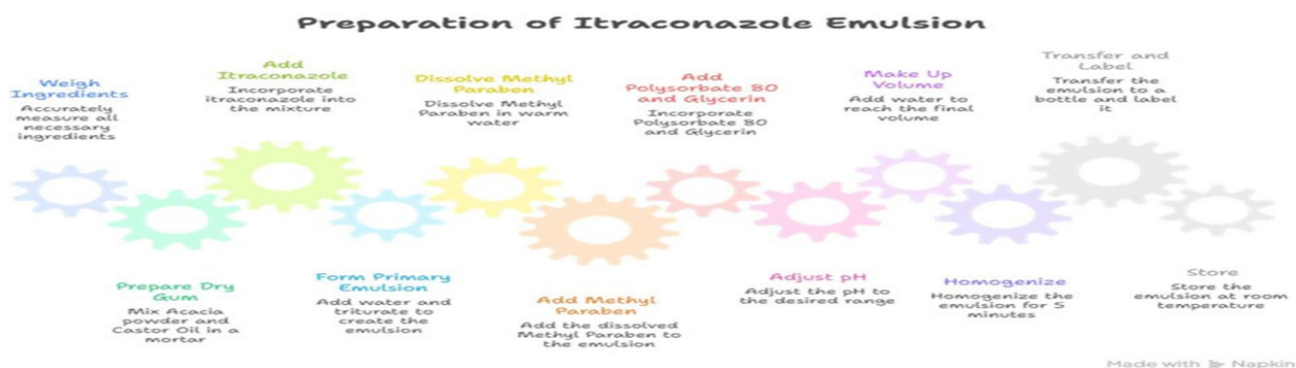 Preparation of Itraconazole Emulsion
Weigh
Ingredients
Accurately
measure all
necessary
ingredients
Prepare Dry
Gum
Mix Acacia
powder and
Castor Oil in a
mortar
Add
Itraconazole
Incorporate
itraconazole into
the mixture
Form Primary
Emulsion
Add water and
triturate to
create the
emulsion
Dissolve Methyl
Paraben
Dissolve Methyl
Paraben in warm
water
Add Methyl
Paraben
Add the dissolved
Methyl Paraben to
the emulsion
Add
Polysorbate 80
and Glycerin
Incorporate
Polysorbate 80
and Glycerin
Adjust pH
Adjust the pH to
the desired range
Make Up
Volume
Add water to
reach the final
volume
Homogenize
Homogenize the
emulsion for 5
minutes
Transfer and
Label
Transfer the
emulsion to a
bottle and label
it
Store
Store the
emulsion at room
temperature
Made with Napkin